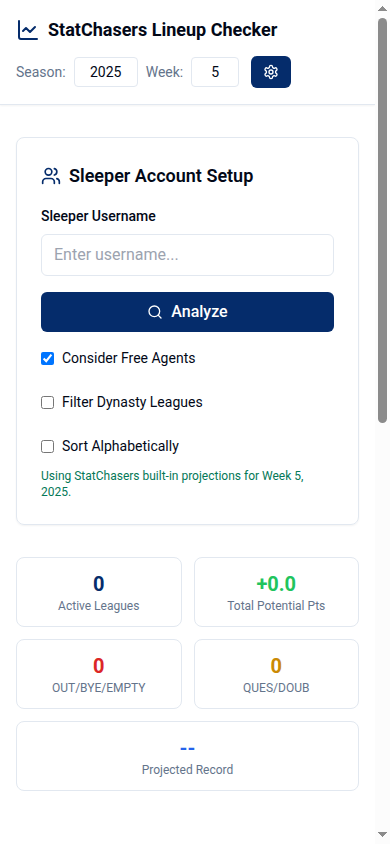 StatChasers Lineup Checker
Season: 2025 Week: 5
Sleeper Account Setup
Sleeper Username
Enter username...
Analyze
Consider Free Agents
Filter Dynasty Leagues
Sort Alphabetically
Using StatChasers built-in projections for Week 5,
2025.
0
Active Leagues
+0.0
Total Potential Pts
0
OUT/BYE/EMPTY
0
QUES/DOUB
--
Projected Record